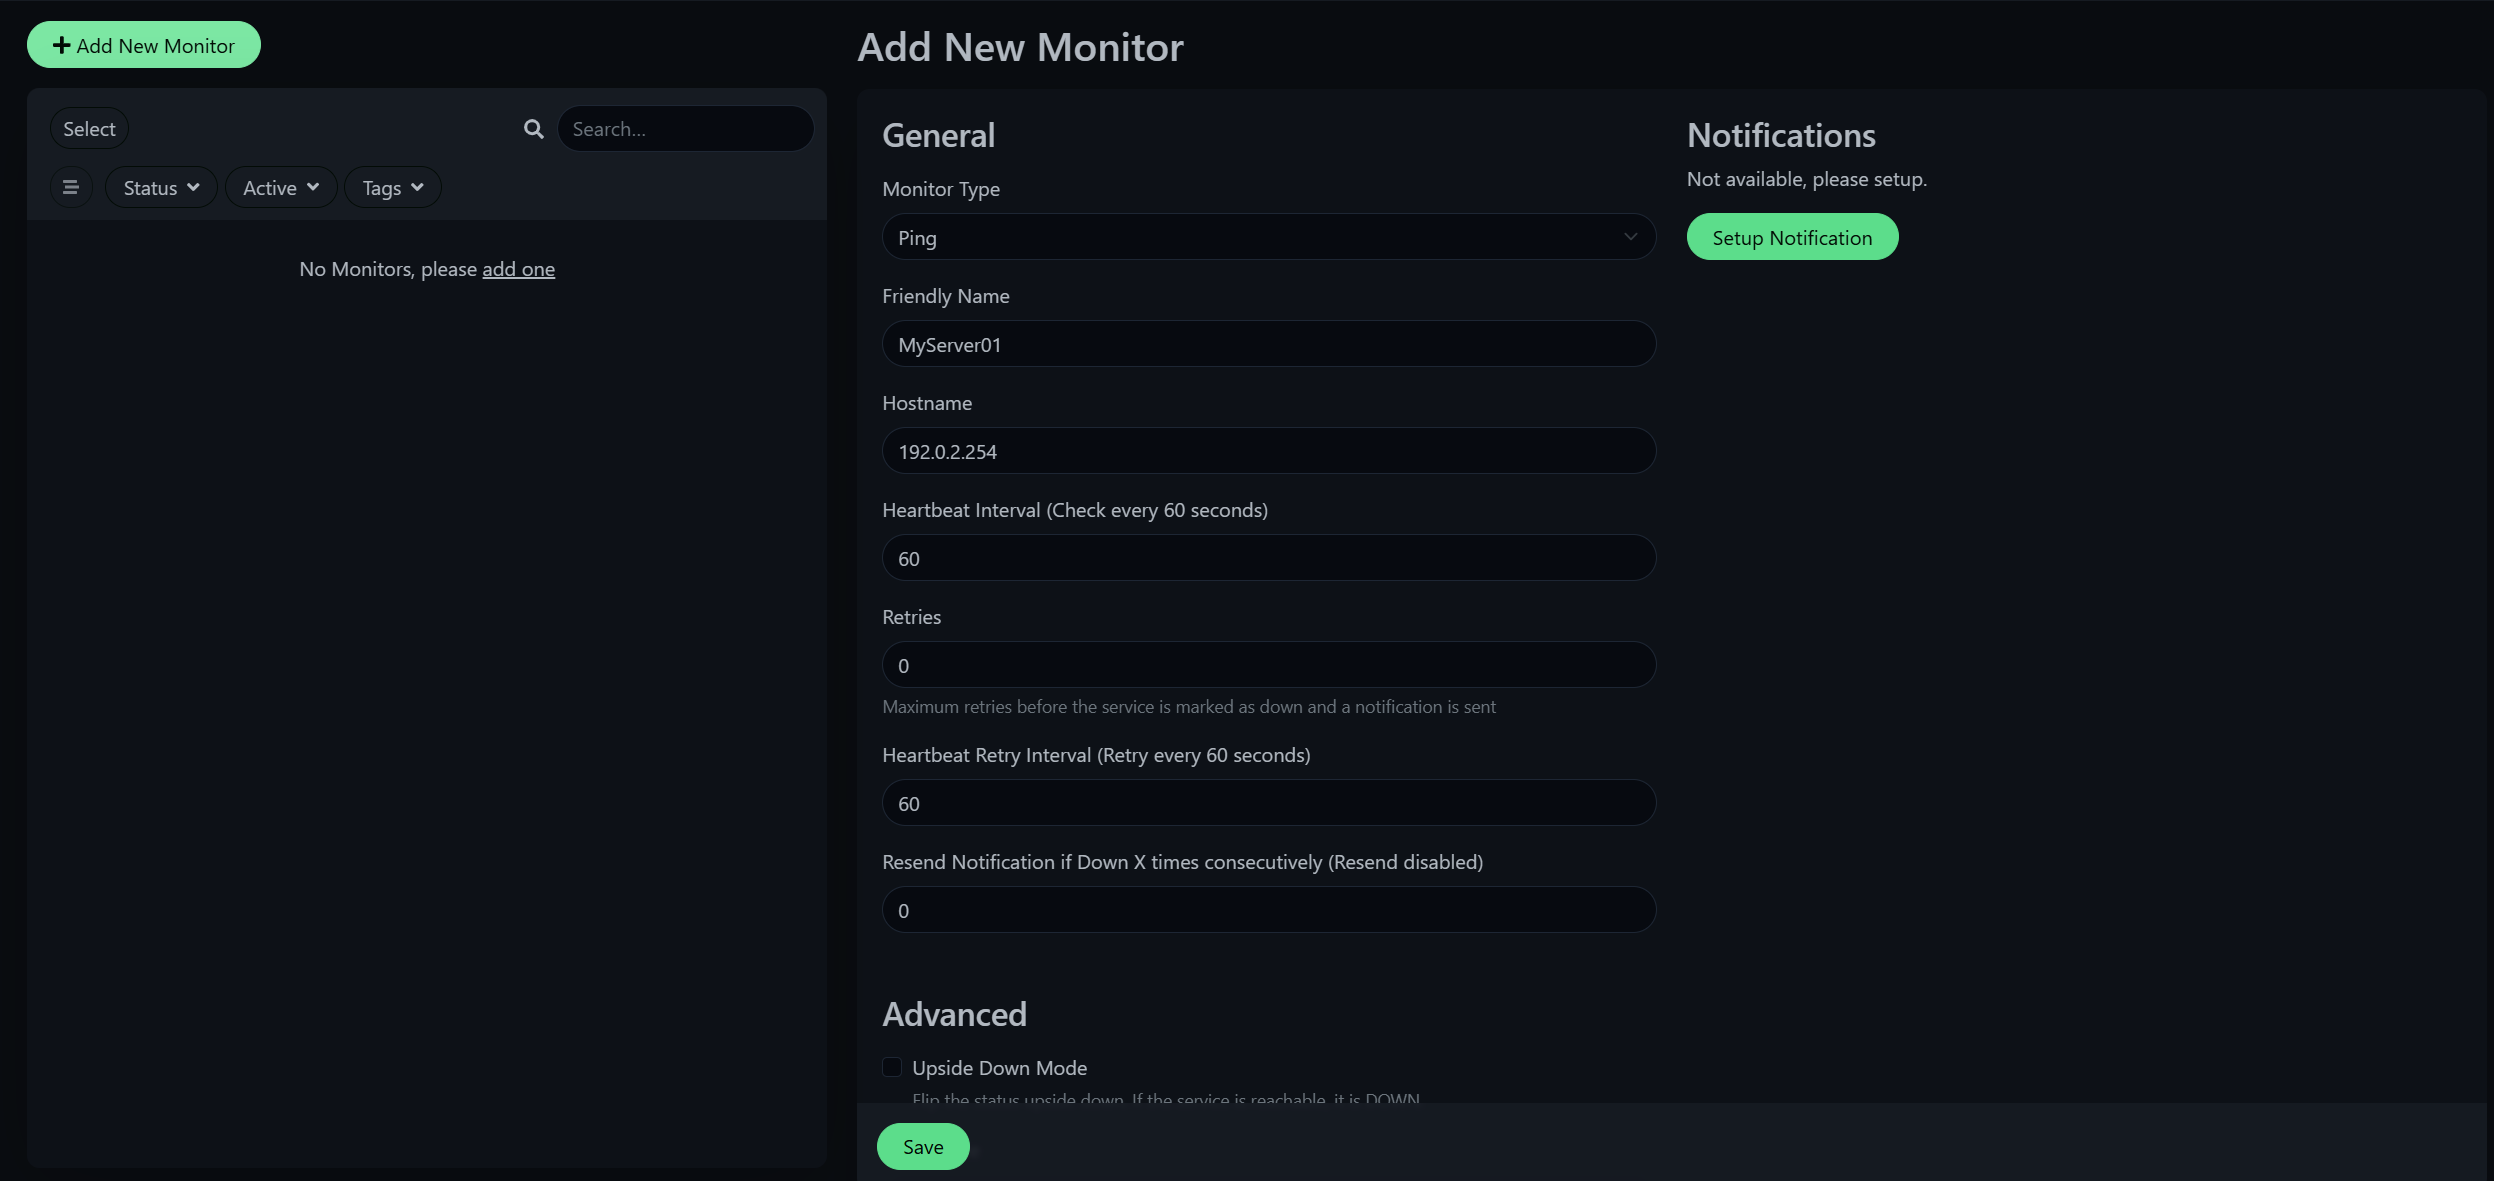 Add New Monitor
Select
Search...
Status
Active
Tags
No Monitors, please add one
Add New Monitor
General
Monitor Type
Ping
Friendly Name
MyServer01
Hostname
192.0.2.254
Heartbeat Interval (Check every 60 seconds)
60
Retries
0
Maximum retries before the service is marked as down and a notification is sent
Heartbeat Retry Interval (Retry every 60 seconds)
60
Resend Notification if Down X times consecutively (Resend disabled)
0
Advanced
Upside Down Mode
Flip the status upside down. If the service is reachable, it is DOWN.
Save
Notifications
Not available, please setup.
Setup Notification